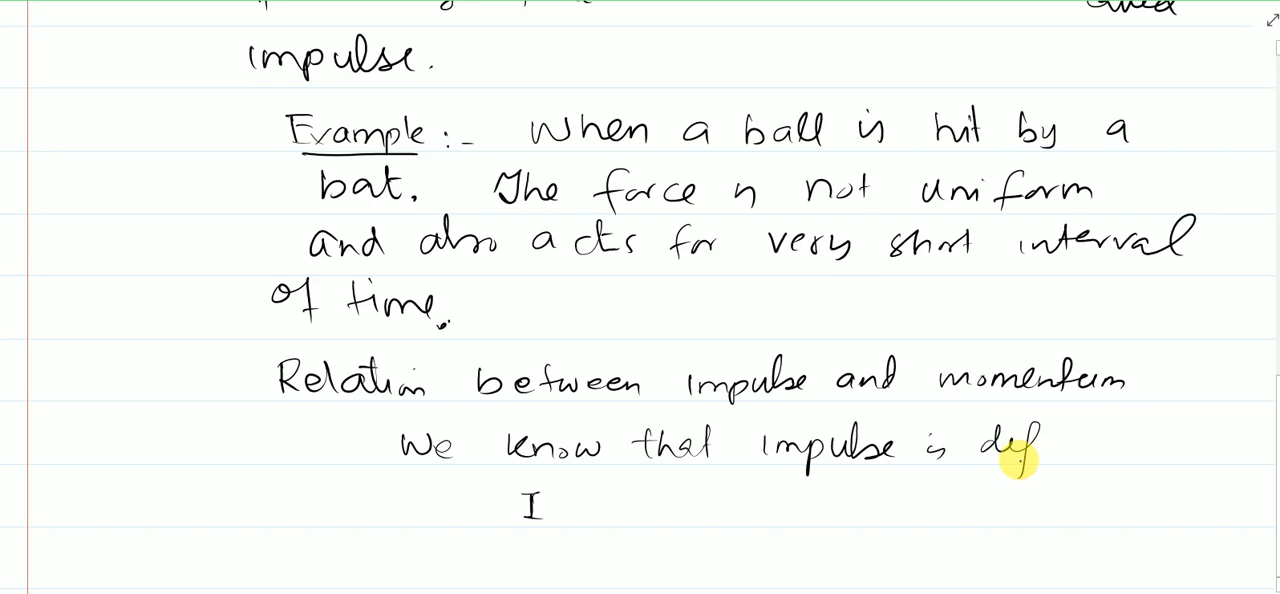 impulse.
Example :- When a ball is hit by a
bat. The force is not uniform
and also acts for very short interval
of time.
Relation between impulse and momentum
We know that impulse is def
I